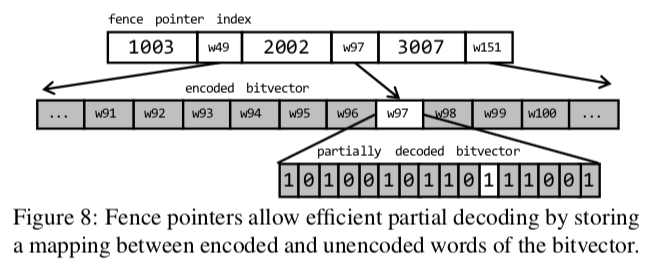 fence pointer index
1003 w49 2002 w97 3007 w151
encoded bitvector
... w91 w92 w93 w94 w95 w96 w97 w98 w99 w100 ...
partially decoded bitvector
1 0 1 0 0 1 0 1 1 0 1 1 1 0 0 1
Figure 8: Fence pointers allow efficient partial decoding by storing
a mapping between encoded and unencoded words of the bitvector.